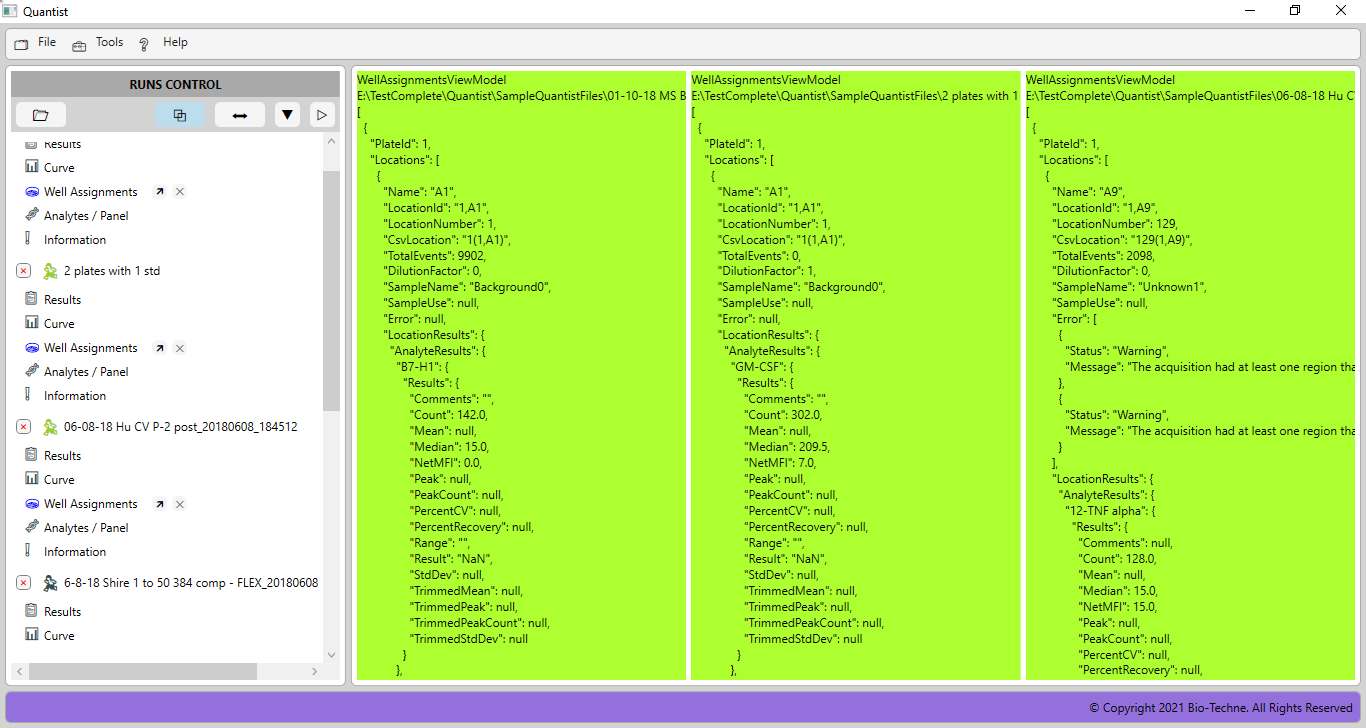 Quantist
File Tools Help
RUNS CONTROL
Results
Curve
Well Assignments
Analytes / Panel
Information
2 plates with 1 std
Results
Curve
Well Assignments
Analytes / Panel
Information
06-08-18 Hu CV P-2 post_20180608_184512
Results
Curve
Well Assignments
Analytes / Panel
Information
6-8-18 Shire 1 to 50 384 comp - FLEX_20180608
Results
Curve
WellAssignmentsViewModel
E:\TestComplete\Quantist\SampleQuantistFiles\01-10-18 MS B
[
{
"PlateId": 1,
"Locations": [
{
"Name": "A1",
"LocationId": "1,A1",
"LocationNumber": 1,
"CsvLocation": "1(1,A1)",
"TotalEvents": 9902,
"DilutionFactor": 0,
"SampleName": "Background0",
"SampleUse": null,
"Error": null,
"LocationResults": {
"AnalyteResults": {
"B7-H1": {
"Results": {
"Comments": "",
"Count": 142.0,
"Mean": null,
"Median": 15.0,
"NetMFI": 0.0,
"Peak": null,
"PeakCount": null,
"PercentCV": null,
"PercentRecovery": null,
"Range": "",
"Result": "NaN",
"StdDev": null,
"TrimmedMean": null,
"TrimmedPeak": null,
"TrimmedPeakCount": null,
"TrimmedStdDev": null
}
},
WellAssignmentsViewModel
E:\TestComplete\Quantist\SampleQuantistFiles\2 plates with 1
[
{
"PlateId": 1,
"Locations": [
{
"Name": "A1",
"LocationId": "1,A1",
"LocationNumber": 1,
"CsvLocation": "1(1,A1)",
"TotalEvents": 0,
"DilutionFactor": 1,
"SampleName": "Background0",
"SampleUse": null,
"Error": null,
"LocationResults": {
"AnalyteResults": {
"GM-CSF": {
"Results": {
"Comments": "",
"Count": 302.0,
"Mean": null,
"Median": 209.5,
"NetMFI": 7.0,
"Peak": null,
"PeakCount": null,
"PercentCV": null,
"PercentRecovery": null,
"Range": "",
"Result": "NaN",
"StdDev": null,
"TrimmedMean": null,
"TrimmedPeak": null,
"TrimmedPeakCount": null,
"TrimmedStdDev": null
}
},
WellAssignmentsViewModel
E:\TestComplete\Quantist\SampleQuantistFiles\06-08-18 Hu C
[
{
"PlateId": 1,
"Locations": [
{
"Name": "A9",
"LocationId": "1,A9",
"LocationNumber": 129,
"CsvLocation": "129(1,A9)",
"TotalEvents": 2098,
"DilutionFactor": 0,
"SampleName": "Unknown1",
"SampleUse": null,
"Error": [
{
"Status": "Warning",
"Message": "The acquisition had at least one region tha
},
{
"Status": "Warning",
"Message": "The acquisition had at least one region tha
}
],
"LocationResults": {
"AnalyteResults": {
"12-TNF alpha": {
"Results": {
"Comments": null,
"Count": 128.0,
"Mean": null,
"Median": 15.0,
"NetMFI": 15.0,
"Peak": null,
"PeakCount": null,
"PercentCV": null,
"PercentRecovery": null,
© Copyright 2021 Bio-Techne. All Rights Reserved